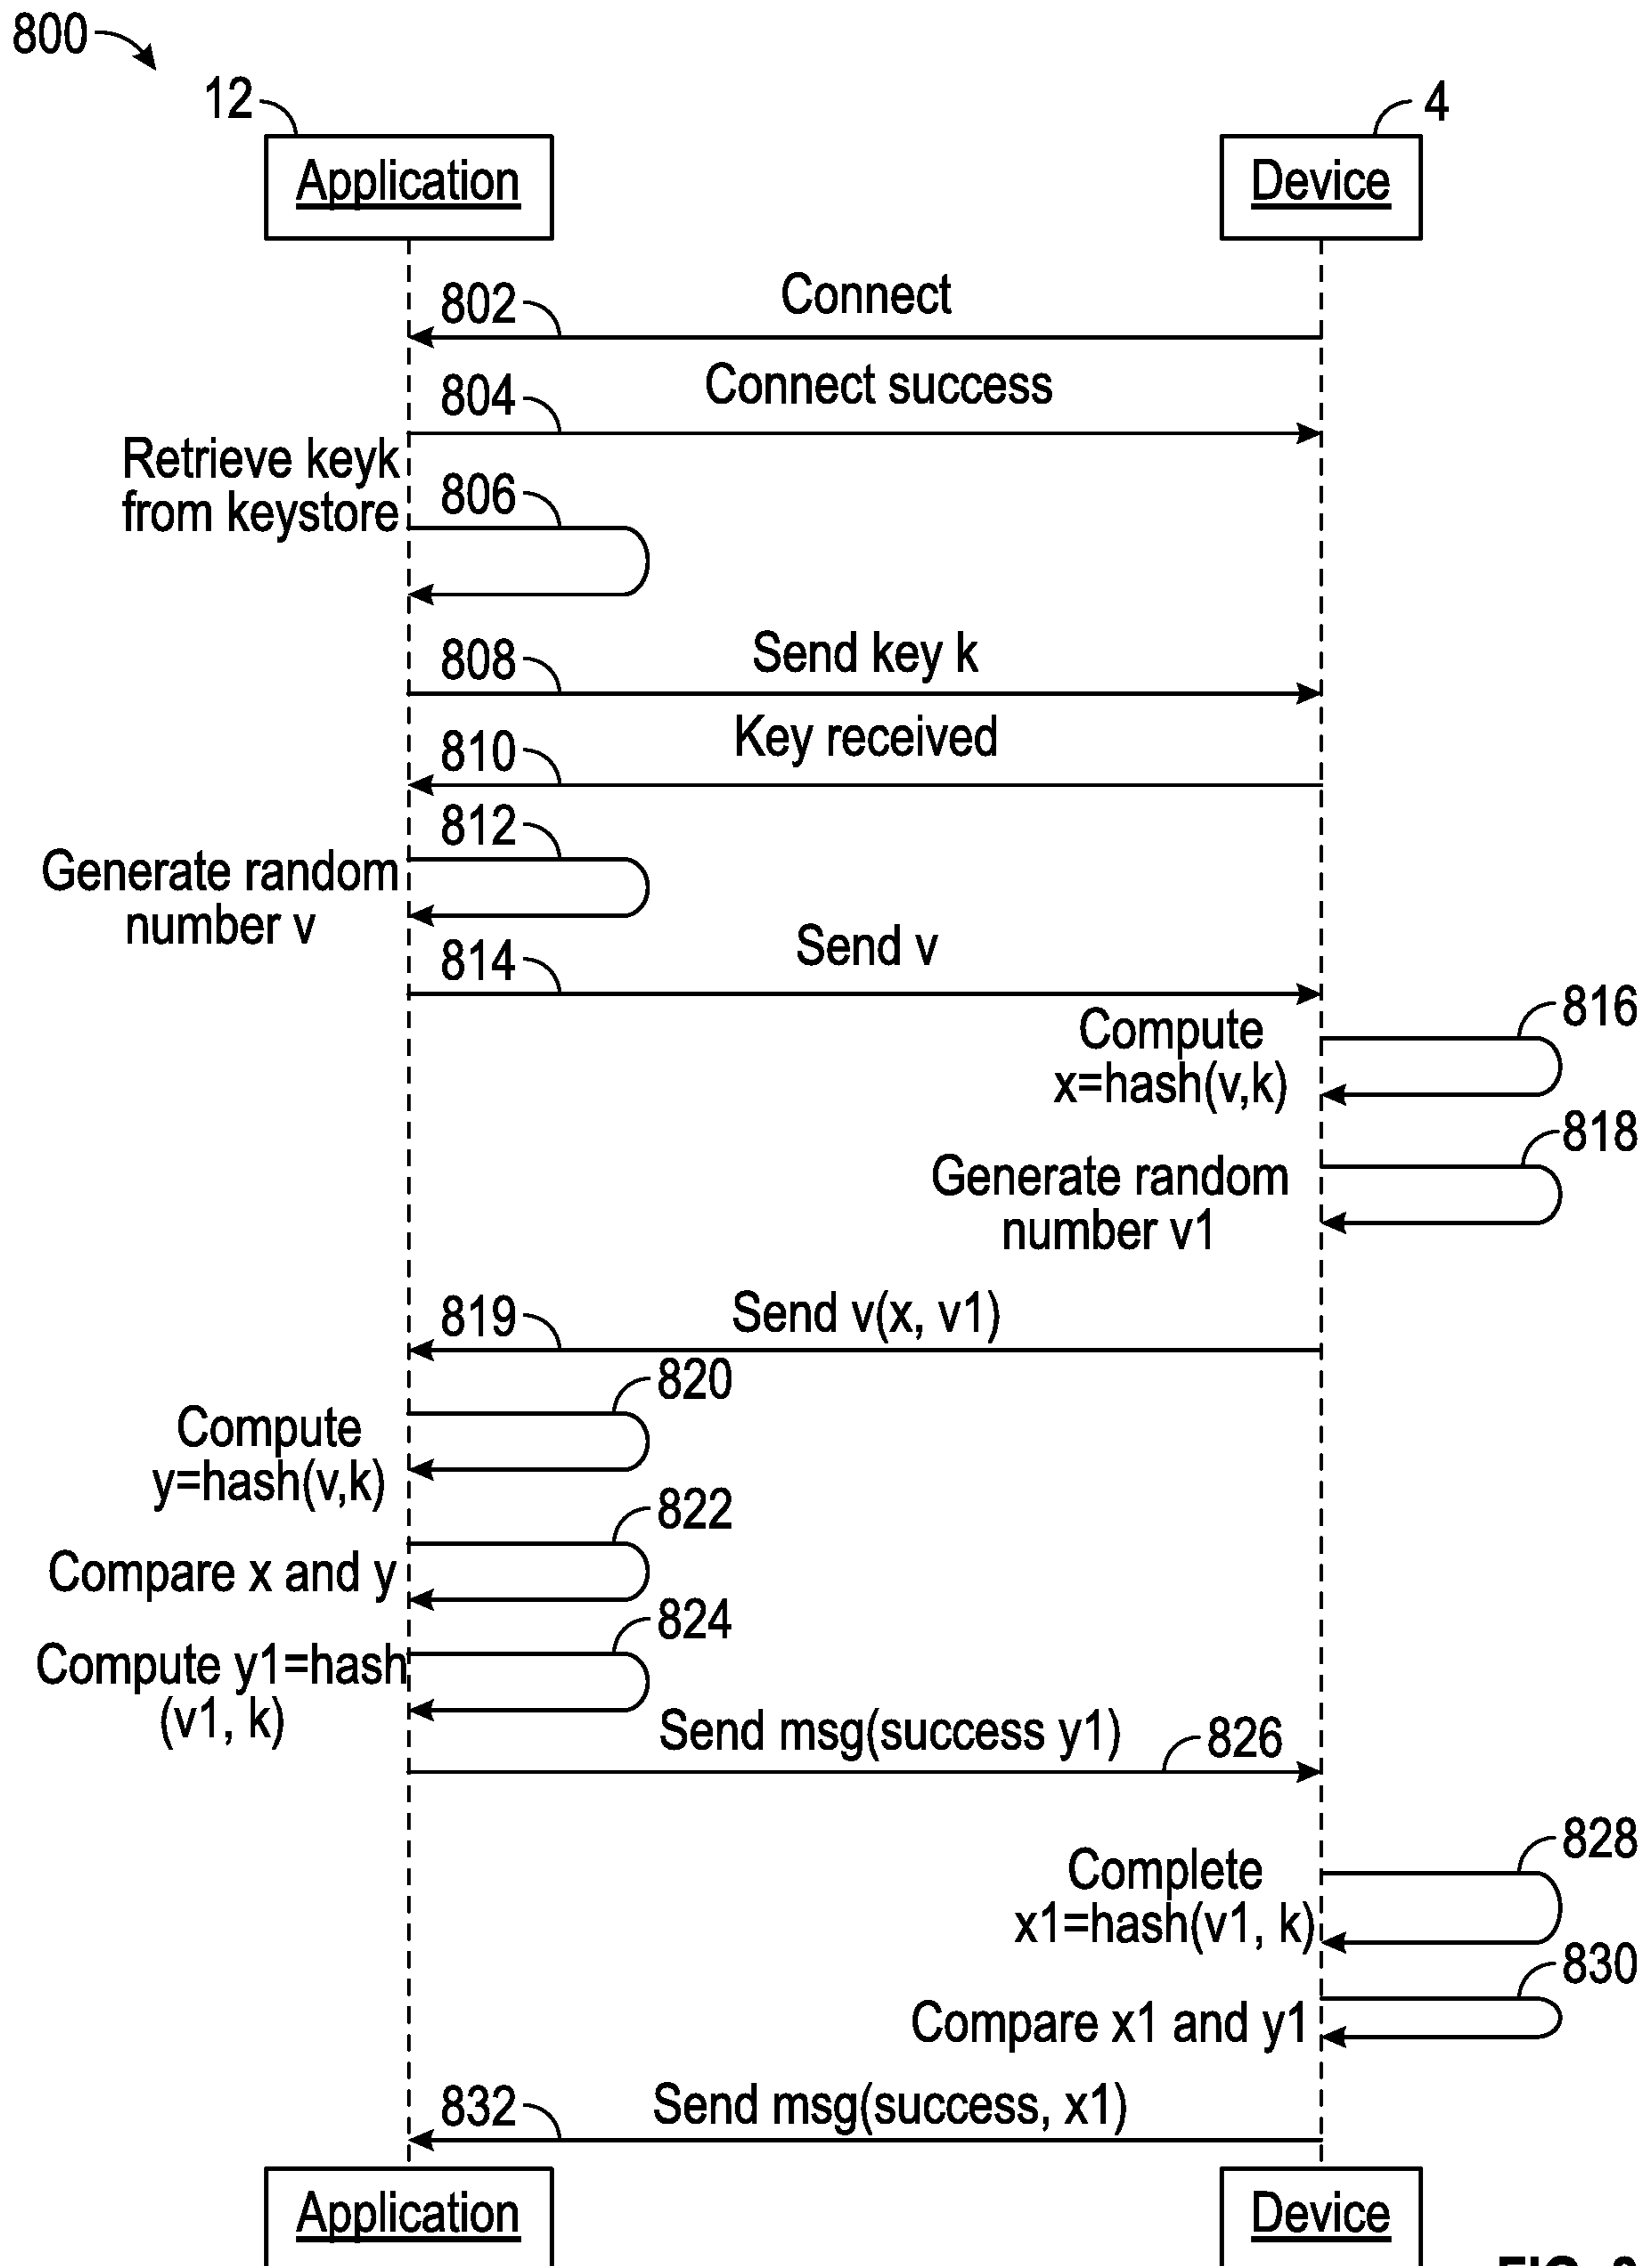 800
12
4
Application
Device
802
Connect
804
Connect success
Retrieve keyk
from keystore
806
808
Send key k
810
Key received
812
Generate random
number v
814
Send v
816
Compute
x=hash(v,k)
818
Generate random
number v1
819
Send v(x, v1)
820
Compute
y=hash(v,k)
822
Compare x and y
824
Compute y1=hash
(v1, k)
Send msg(success y1)
826
828
Complete
x1=hash(v1, k)
830
Compare x1 and y1
832
Send msg(success, x1)
Application
Device